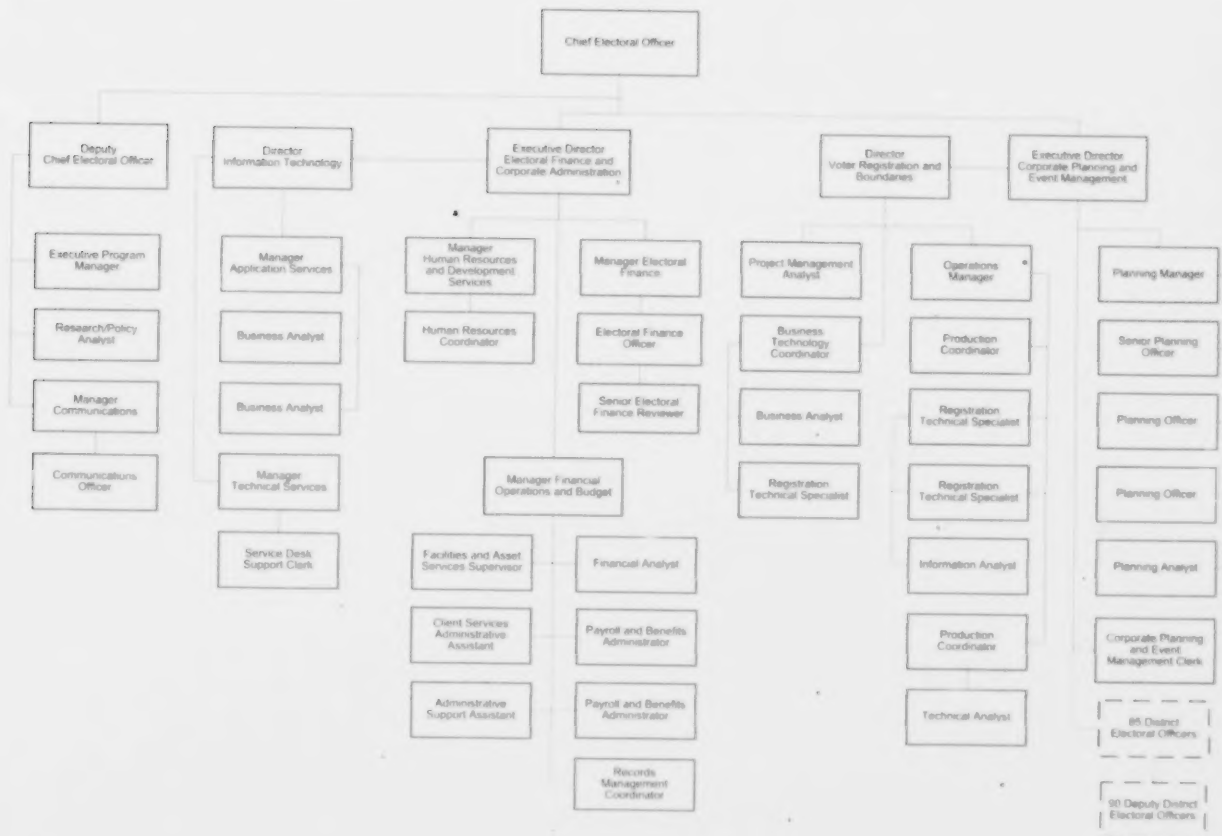 Chief Electoral Officer
Deputy
Chief Electoral Officer
Director
Information Technology
Executive Director
Electoral Finance and
Corporate Administration
Director
Voter Registration and
Boundaries
Executive Director
Corporate Planning and
Event Management
Executive Program
Manager
Research/Policy
Analyst
Manager
Communications
Communications
Officer
Manager
Application Services
Business Analyst
Business Analyst
Manager
Technical Services
Service Desk
Support Clerk
Manager
Human Resources
and Development
Services
Human Resources
Coordinator
Manager Electoral
Finance
Electoral Finance
Officer
Senior Electoral
Finance Reviewer
Manager Financial
Operations and Budget
Facilities and Asset
Services Supervisor
Client Services
Administrative
Assistant
Administrative
Support Assistant
Financial Analyst
Payroll and Benefits
Administrator
Payroll and Benefits
Administrator
Records
Management
Coordinator
Project Management
Analyst
Business
Technology
Coordinator
Business Analyst
Registration
Technical Specialist
Operations
Manager
Production
Coordinator
Registration
Technical Specialist
Registration
Technical Specialist
Information Analyst
Production
Coordinator
Technical Analyst
Planning Manager
Senior Planning
Officer
Planning Officer
Planning Officer
Planning Analyst
Corporate Planning
and Event
Management Clerk
85 District
Electoral Officers
90 Deputy District
Electoral Officers